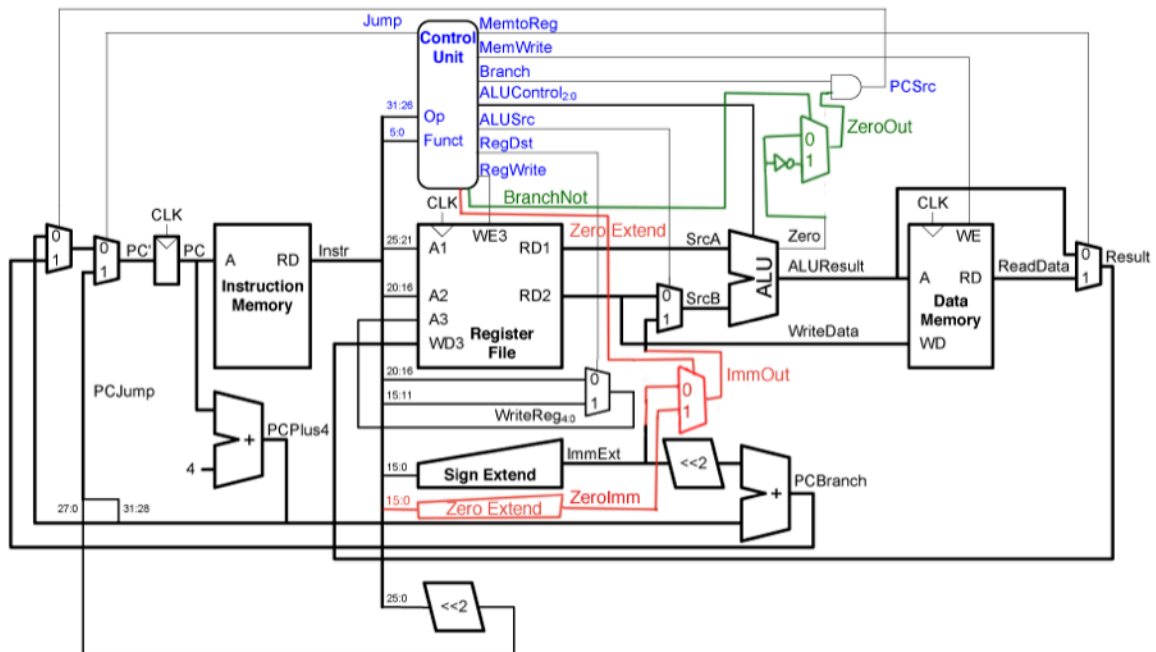 Jump
MemtoReg
Control
Unit
MemWrite
Branch
PCSrc
ALUControl2:0
31:26
Op
ALUSrc
ZeroOut
0
1
5:0
Funct
RegDst
RegWrite
BranchNot
CLK
CLK
CLK
Zero Extend
0
1
0
1
PC'
PC
A
RD
Instr
25:21
A1
WE3
RD1
SrcA
Zero
WE
0
1
Result
Instruction
Memory
ALU
ALUResult
A
RD
ReadData
20:16
A2
RD2
0
1
SrcB
Data
Memory
A3
Register
File
WriteData
WD3
WD
PCJump
20:16
0
1
ImmOut
0
1
15:11
WriteReg4:0
PCPlus4
+
4
ImmExt
15:0
Sign Extend
<<2
PCBranch
+
15:0
Zero Extend
ZeroImm
27:0
31:28
25:0
<<2